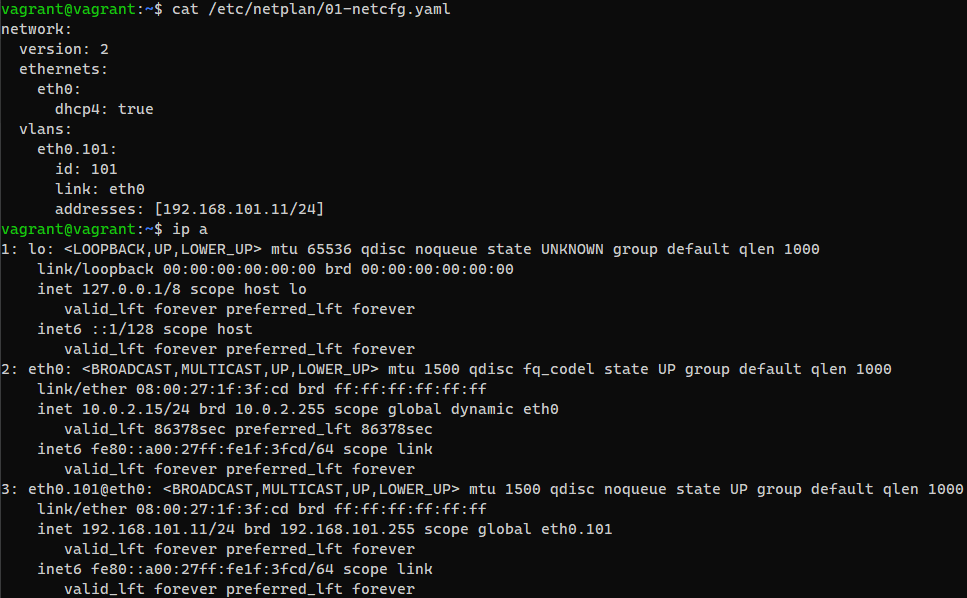 vagrant@vagrant:~$ cat /etc/netplan/01-netcfg.yaml
network:
  version: 2
  ethernets:
    eth0:
      dhcp4: true
  vlans:
    eth0.101:
      id: 101
      link: eth0
      addresses: [192.168.101.11/24]
vagrant@vagrant:~$ ip a
1: lo: <LOOPBACK,UP,LOWER_UP> mtu 65536 qdisc noqueue state UNKNOWN group default qlen 1000
    link/loopback 00:00:00:00:00:00 brd 00:00:00:00:00:00
    inet 127.0.0.1/8 scope host lo
       valid_lft forever preferred_lft forever
    inet6 ::1/128 scope host
       valid_lft forever preferred_lft forever
2: eth0: <BROADCAST,MULTICAST,UP,LOWER_UP> mtu 1500 qdisc fq_codel state UP group default qlen 1000
    link/ether 08:00:27:1f:3f:cd brd ff:ff:ff:ff:ff:ff
    inet 10.0.2.15/24 brd 10.0.2.255 scope global dynamic eth0
       valid_lft 86378sec preferred_lft 86378sec
    inet6 fe80::a00:27ff:fe1f:3fcd/64 scope link
       valid_lft forever preferred_lft forever
3: eth0.101@eth0: <BROADCAST,MULTICAST,UP,LOWER_UP> mtu 1500 qdisc noqueue state UP group default qlen 1000
    link/ether 08:00:27:1f:3f:cd brd ff:ff:ff:ff:ff:ff
    inet 192.168.101.11/24 brd 192.168.101.255 scope global eth0.101
       valid_lft forever preferred_lft forever
    inet6 fe80::a00:27ff:fe1f:3fcd/64 scope link
       valid_lft forever preferred_lft forever